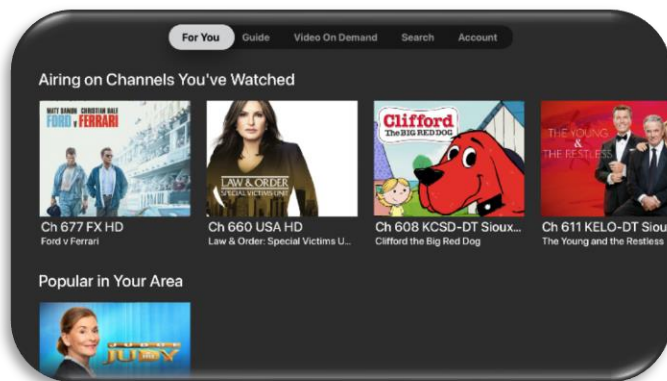 For You Guide Video On Demand Search Account
Airing on Channels You've Watched
MATT DAMON CHRISTIAN BALE
FORD v FERRARI
LAW & ORDER
SPECIAL VICTIMS UNIT
Clifford
THE BIG RED DOG
THE YOUNG
&
THE RESTLESS
Ch 677 FX HD
Ford v Ferrari
Ch 660 USA HD
Law & Order: Special Victims U...
Ch 608 KCSD-DT Sioux...
Clifford the Big Red Dog
Ch 611 KELO-DT Siou
The Young and the Restless
Popular in Your Area
JUDGE
JUDY